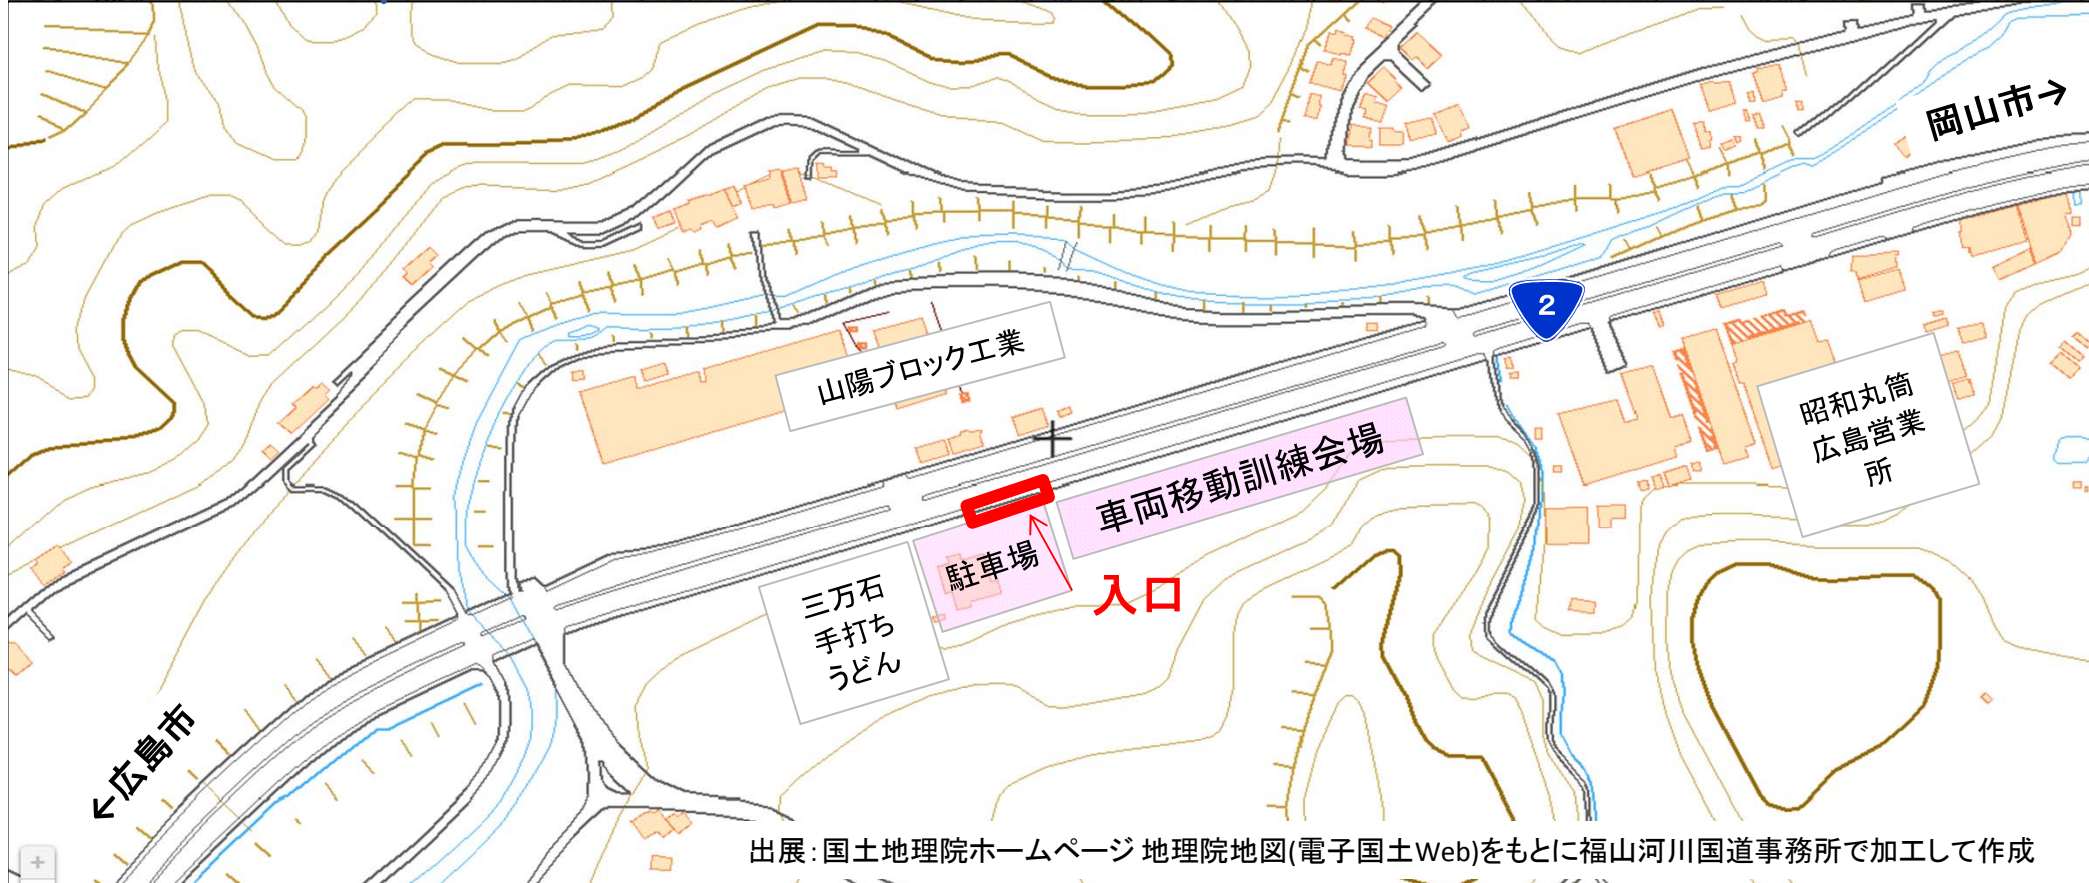 岡山市→
2
山陽ブロック工業
昭和丸筒
広島営業
所
車両移動訓練会場
駐車場
入口
三万石
手打ち
うどん
←広島市
出展：国土地理院ホームページ 地理院地図(電子国土Web)をもとに福山河川国道事務所で加工して作成
+